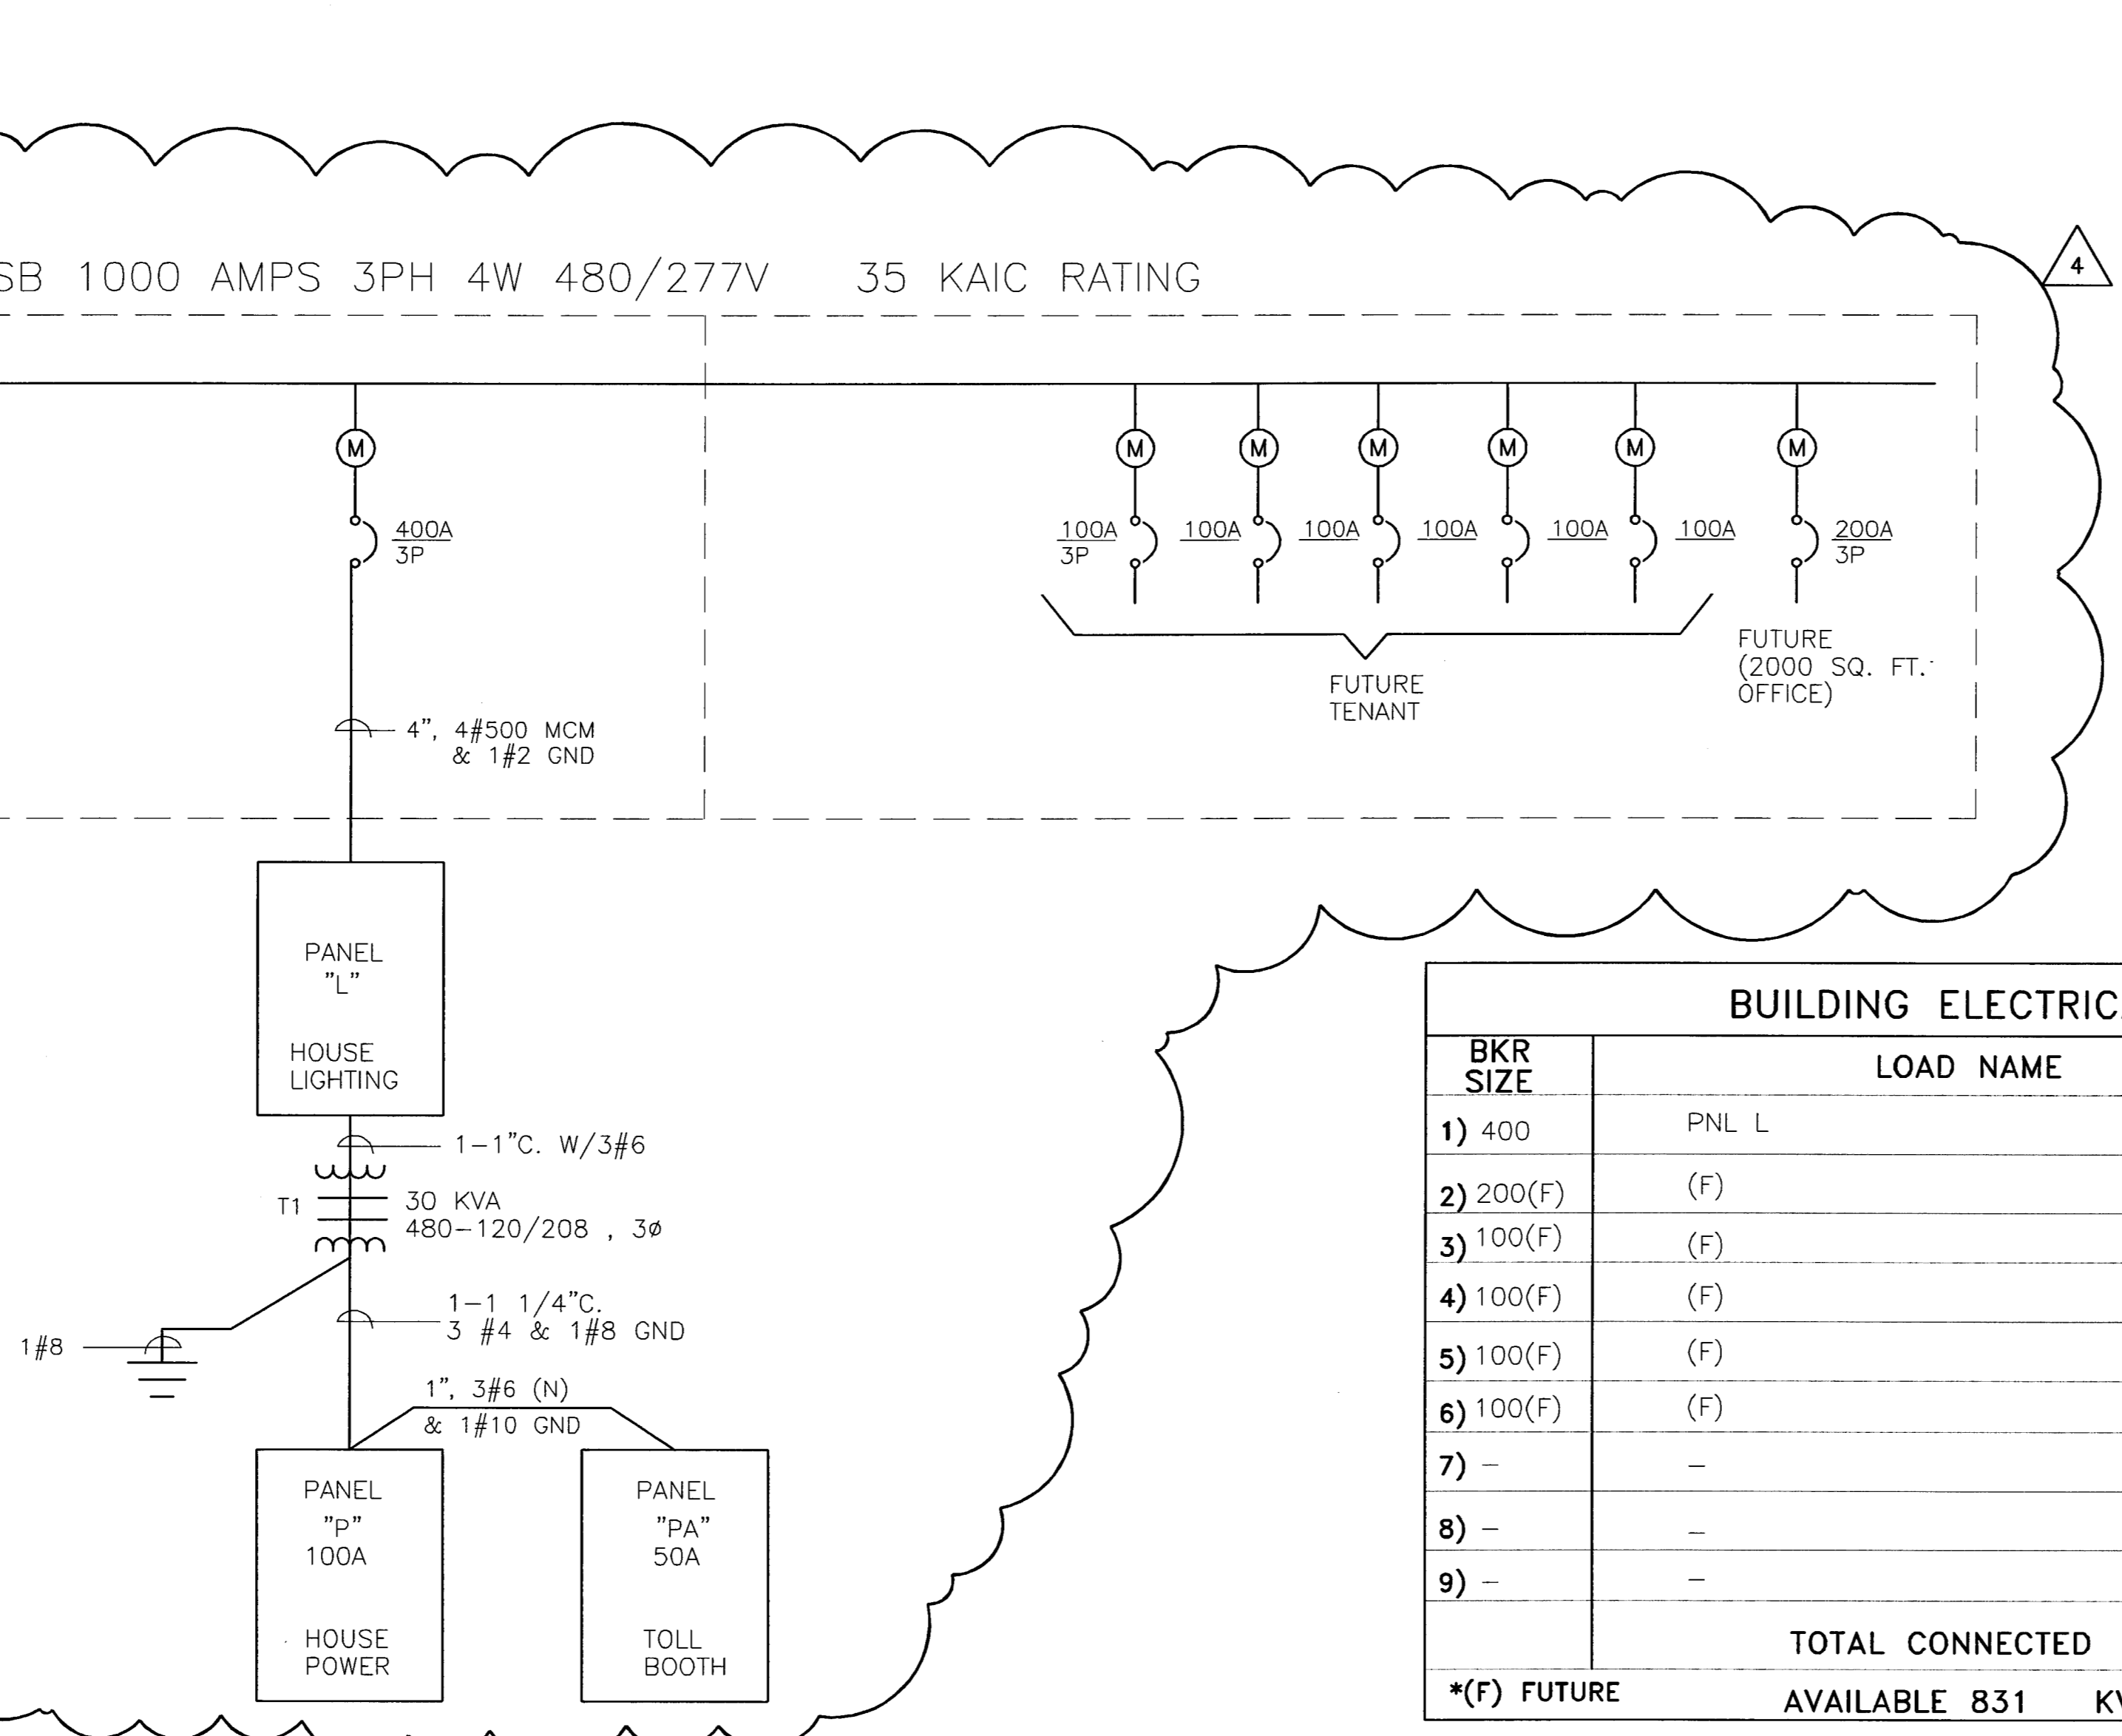 SB 1000 AMPS 3PH 4W 480/277V 35 KAIC RATING
4
M
M
M
M
M
M
M
400A
3P
100A
3P
100A
100A
100A
100A
100A
200A
3P
FUTURE
TENANT
FUTURE
(2000 SQ. FT.
OFFICE)
4", 4#500 MCM
& 1#2 GND
PANEL
"L"
HOUSE
LIGHTING
1-1"C. W/3#6
T1
30 KVA
480-120/208 , 3ø
1-1 1/4"C.
3 #4 & 1#8 GND
1#8
1", 3#6 (N)
& 1#10 GND
PANEL
"P"
100A
HOUSE
POWER
PANEL
"PA"
50A
TOLL
BOOTH
BUILDING ELECTRIC
BKR
SIZE
LOAD NAME
1) 400 PNL L
2) 200(F) (F)
3) 100(F) (F)
4) 100(F) (F)
5) 100(F) (F)
6) 100(F) (F)
7) - -
8) - -
9) - -
TOTAL CONNECTED
*(F) FUTURE
AVAILABLE 831 KV